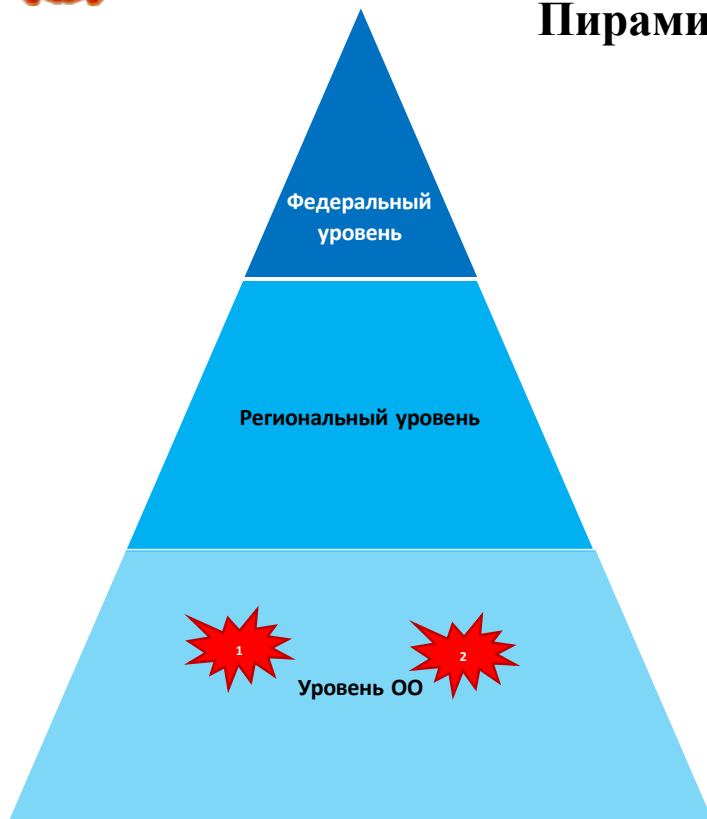 Пирами
Федеральный
уровень
Региональный уровень
1
2
Уровень ОО